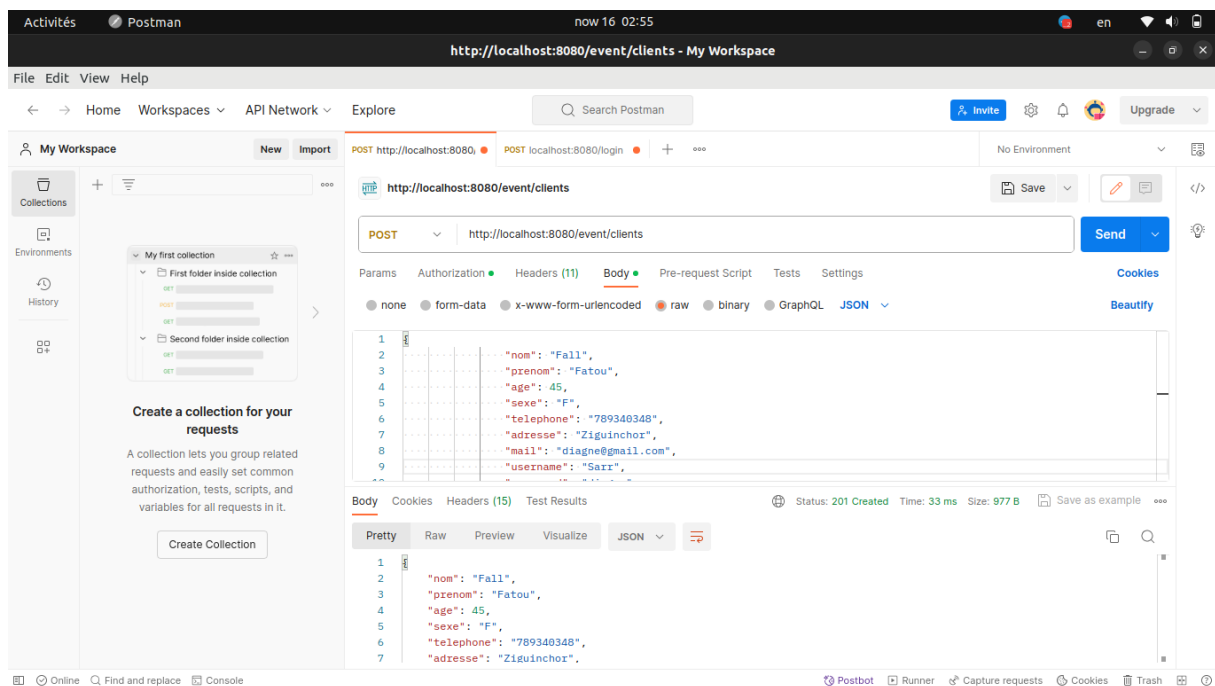 Activités Postman now 16 02:55 en
http://localhost:8080/event/clients - My Workspace
File Edit View Help
Home Workspaces API Network Explore Search Postman Invite Upgrade
My Workspace New Import POST http://localhost:8080/ POST localhost:8080/login No Environment
Collections
Environments
History
My first collection
First folder inside collection
GET
POST
GET
Second folder inside collection
GET
GET
Create a collection for your
requests
A collection lets you group related
requests and easily set common
authorization, tests, scripts, and
variables for all requests in it.
Create Collection
HTTP http://localhost:8080/event/clients Save
POST http://localhost:8080/event/clients Send
Params Authorization Headers (11) Body Pre-request Script Tests Settings Cookies
none form-data x-www-form-urlencoded raw binary GraphQL JSON Beautify
1 {
2 "nom": "Fall",
3 "prenom": "Fatou",
4 "age": 45,
5 "sexe": "F",
6 "telephone": "789340348",
7 "adresse": "Ziguinchor",
8 "mail": "diagne@gmail.com",
9 "username": "Sarr",
Body Cookies Headers (15) Test Results Status: 201 Created Time: 33 ms Size: 977 B Save as example
Pretty Raw Preview Visualize JSON
1 {
2 "nom": "Fall",
3 "prenom": "Fatou",
4 "age": 45,
5 "sexe": "F",
6 "telephone": "789340348",
7 "adresse": "Ziguinchor",
Online Find and replace Console Postbot Runner Capture requests Cookies Trash